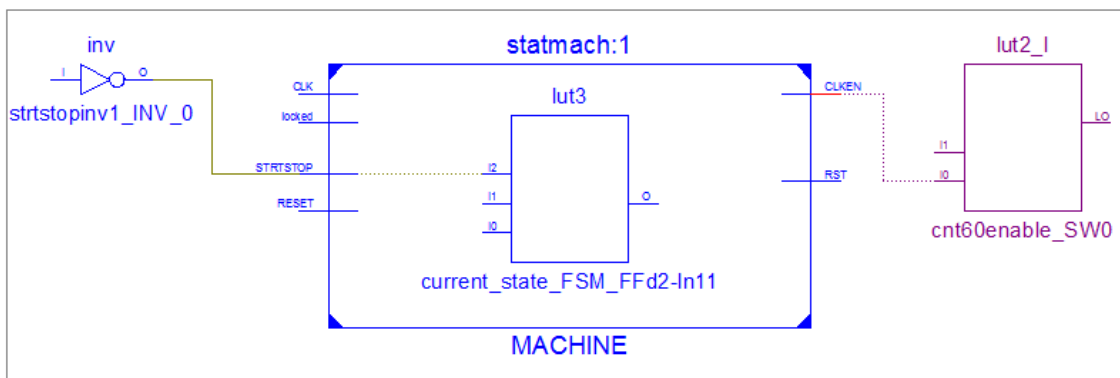 inv
I
O
strtstopinv1_INV_0
statmach:1
CLK
locked
STRTSTOP
RESET
lut3
I2
I1
I0
O
current_state_FSM_FFd2-In11
CLKEN
RST
MACHINE
lut2_l
I1
I0
LO
cnt60enable_SW0